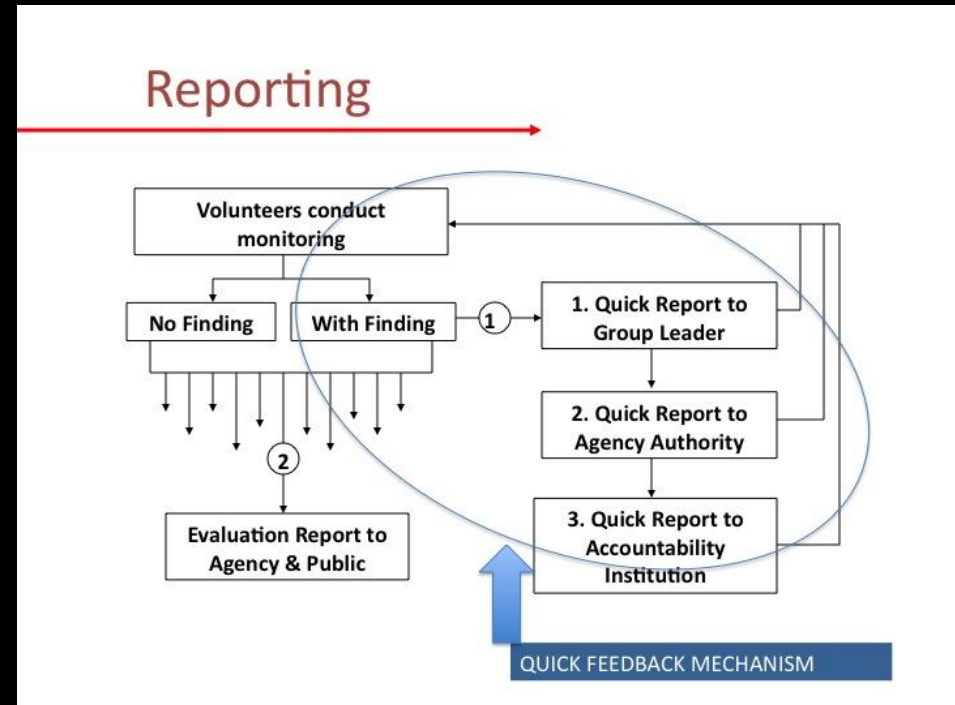 Reporting
Volunteers conduct
monitoring
No Finding
With Finding
1
1. Quick Report to
Group Leader
2. Quick Report to
Agency Authority
2
3. Quick Report to
Accountability
Institution
Evaluation Report to
Agency & Public
QUICK FEEDBACK MECHANISM